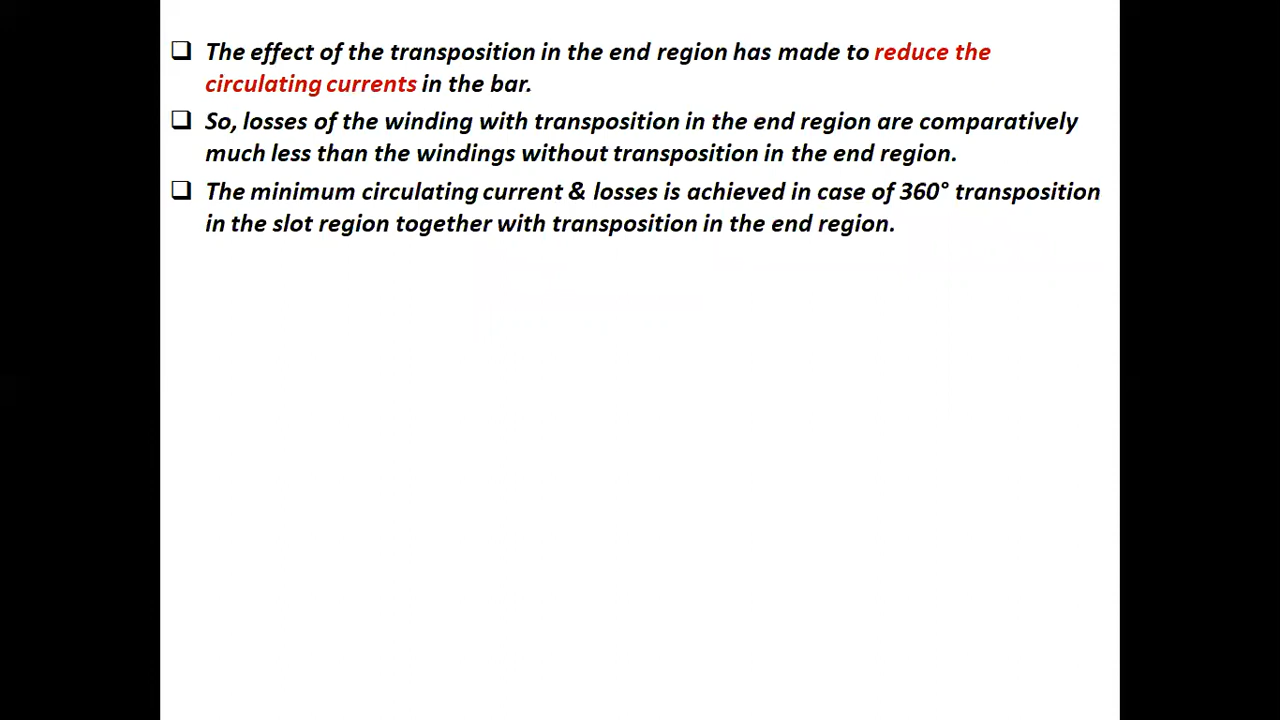 ❑ The effect of the transposition in the end region has made to reduce the
circulating currents in the bar.
❑ So, losses of the winding with transposition in the end region are comparatively
much less than the windings without transposition in the end region.
❑ The minimum circulating current & losses is achieved in case of 360° transposition
in the slot region together with transposition in the end region.